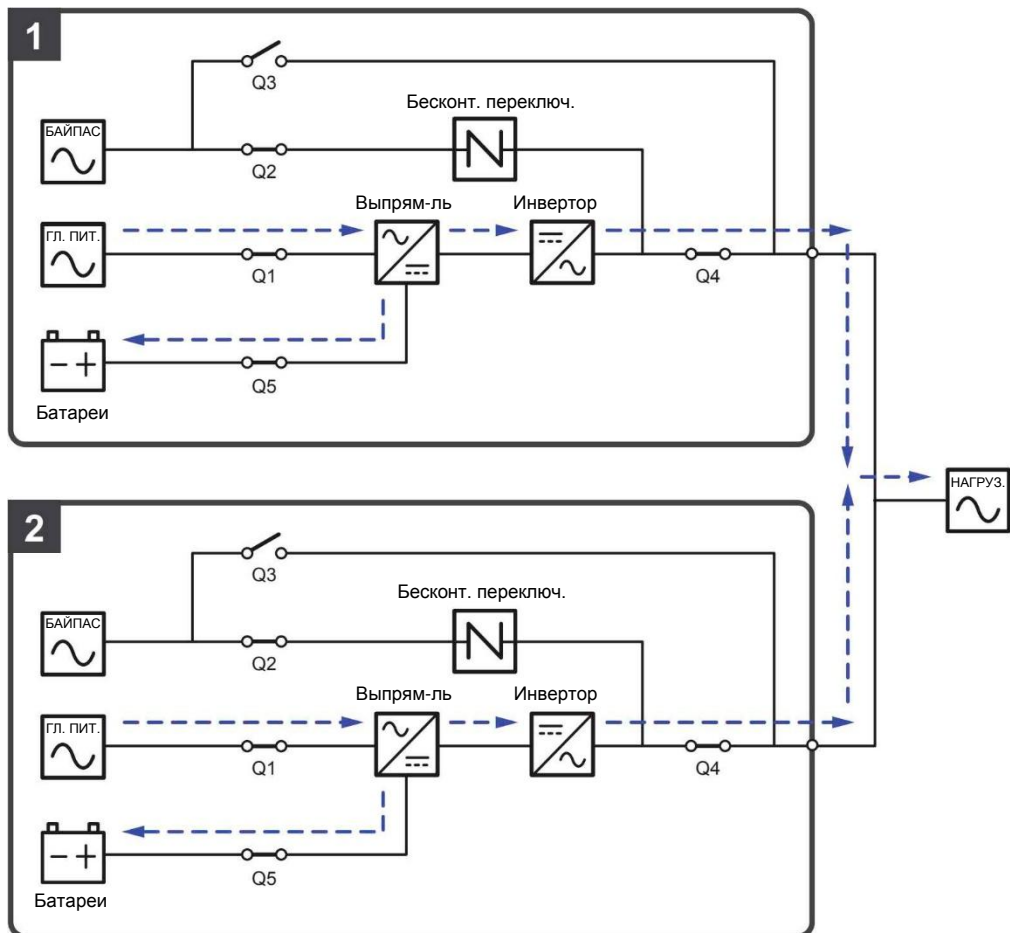 1
Q3
Бесконт. переключ.
БАЙПАС
Q2
Выпрям-ль
Инвертор
ГЛ. ПИТ.
Q1
Q4
Q5
Батареи
НАГРУЗ.
2
Q3
Бесконт. переключ.
БАЙПАС
Q2
Выпрям-ль
Инвертор
ГЛ. ПИТ.
Q1
Q4
Q5
Батареи